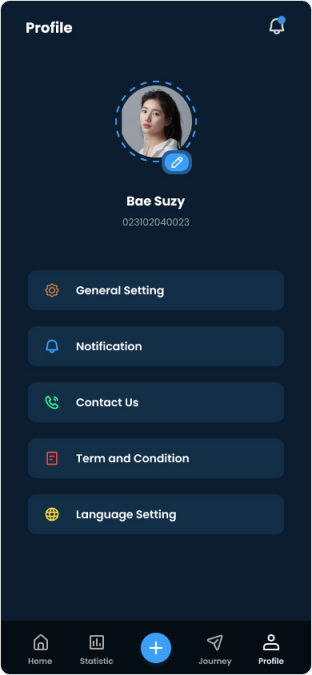 Profile
Bae Suzy
023102040023
General Setting
Notification
Contact Us
Term and Condition
Language Setting
Home
Statistic
Journey
Profile